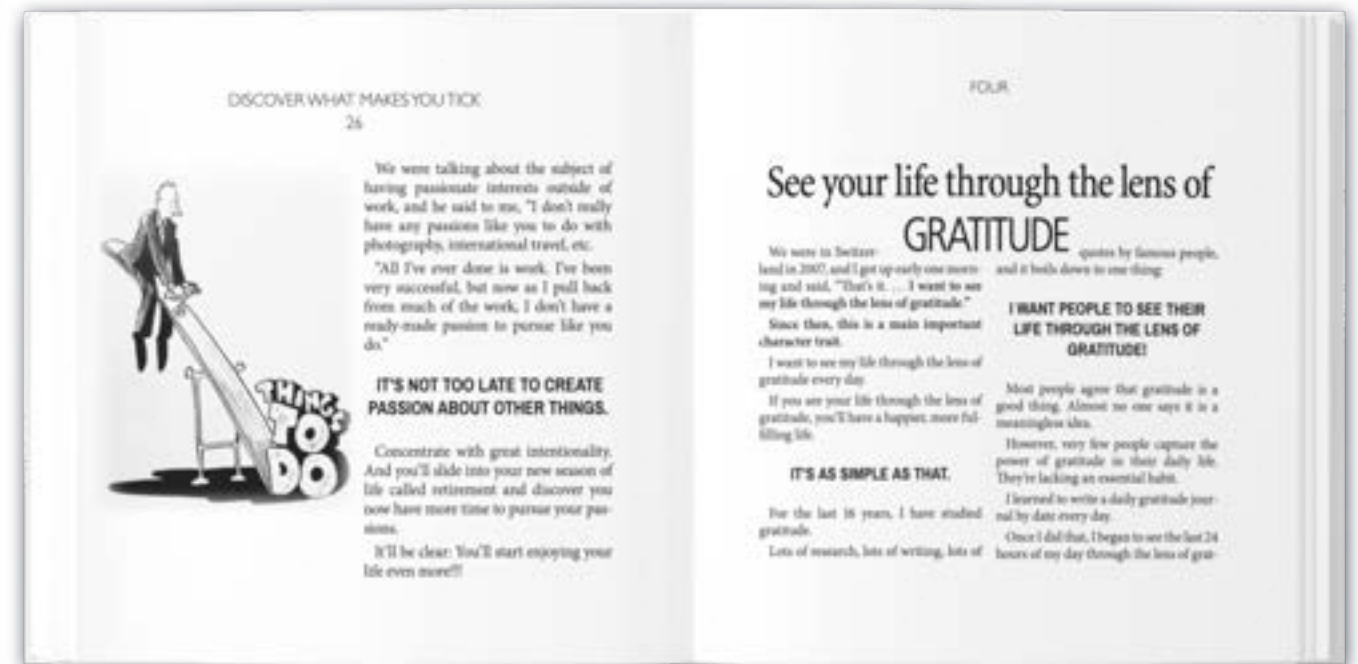 DISCOVER WHAT MAKES YOU TICK
26
We were talking about the subject of
having passionate interests outside of
work, and he said to me, "I don't really
have any passions like you to do with
photography, international travel, etc.
"All I've ever done is work. I've been
very successful, but now as I pull back
from much of the work, I don't have a
ready-made passion to pursue like you
do."
IT'S NOT TOO LATE TO CREATE
PASSION ABOUT OTHER THINGS.
Concentrate with great intentionality.
And you'll slide into your new season of
life called retirement and discover you
now have more time to pursue your pas-
sions.
It'll be clear: You'll start enjoying your
life even more!!!
THINGS
TO
DO
FOUR
See your life through the lens of
GRATITUDE
We were in Switzer-
land in 2007, and I got up early one morn-
ing and said, "That's it. ... I want to see
my life through the lens of gratitude."
Since then, this is a main important
character trait.
I want to see my life through the lens of
gratitude every day.
If you see your life through the lens of
gratitude, you'll have a happier, more ful-
filling life.
IT'S AS SIMPLE AS THAT.
For the last 16 years, I have studied
gratitude.
Lots of research, lots of writing, lots of
quotes by famous people,
and it boils down to one thing:
I WANT PEOPLE TO SEE THEIR
LIFE THROUGH THE LENS OF
GRATITUDE!
Most people agree that gratitude is a
good thing. Almost no one says it is a
meaningless idea.
However, very few people capture the
power of gratitude in their daily life.
They're lacking an essential habit.
I learned to write a daily gratitude jour-
nal by date every day.
Once I did that, I began to see the last 24
hours of my day through the lens of grat-